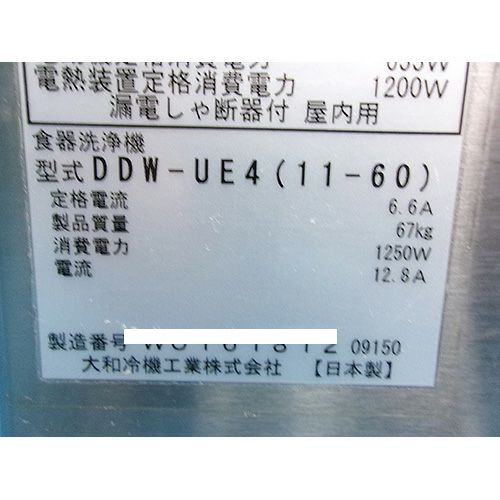 電熱装置定格消費電力 1200W
漏電しゃ断器付 屋内用
食器洗浄機
型式 DDW-UE4(11-60)
定格電流 6.6A
製品質量 67kg
消費電力 1250W
電流 12.8A
製造番号 09150
大和冷機工業株式会社 【日本製】